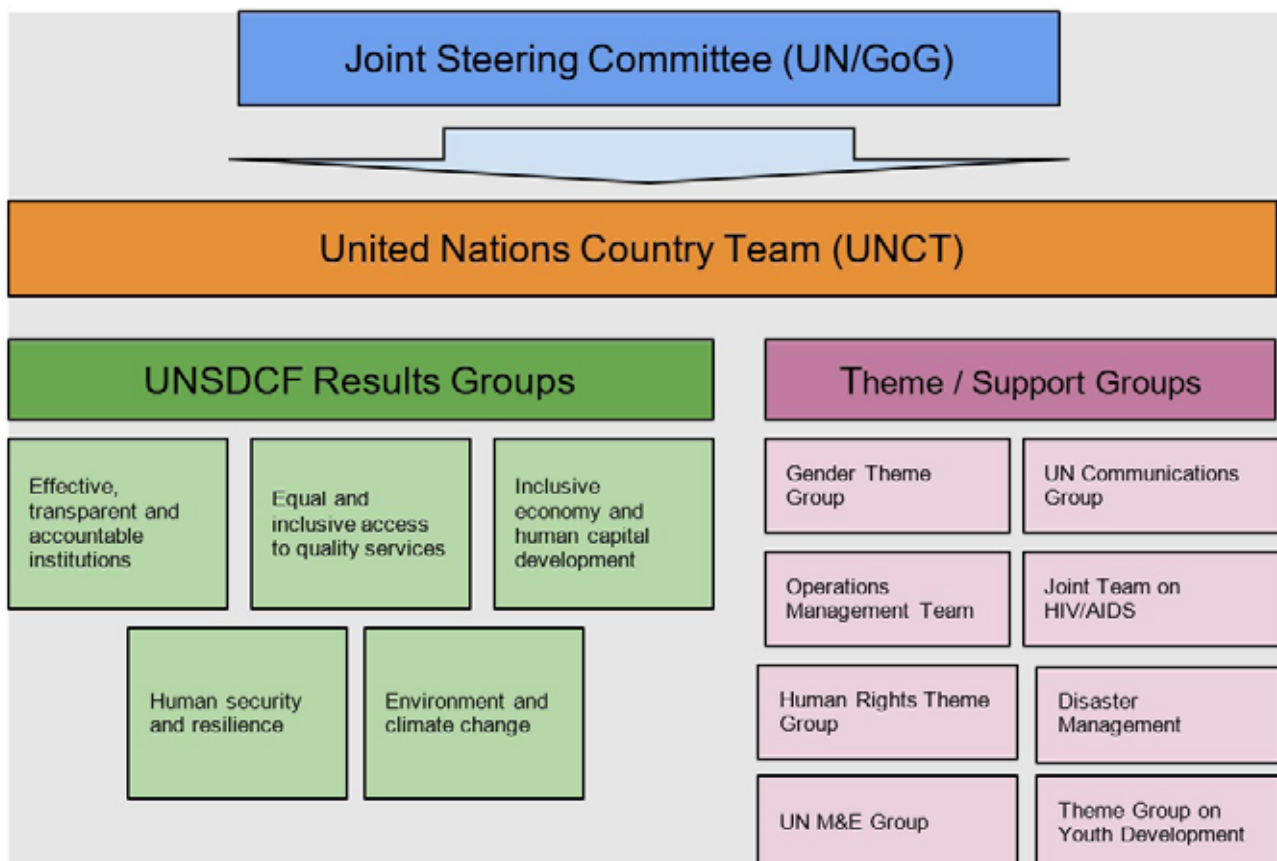 Joint Steering Committee (UN/GoG)
United Nations Country Team (UNCT)
UNSDCF Results Groups
Effective,
transparent and
accountable
institutions
Equal and
inclusive access
to quality services
Inclusive
economy and
human capital
development
Human security
and resilience
Environment and
climate change
Theme / Support Groups
Gender Theme
Group
UN Communications
Group
Operations
Management Team
Joint Team on
HIV/AIDS
Human Rights Theme
Group
Disaster
Management
UN M&E Group
Theme Group on
Youth Development